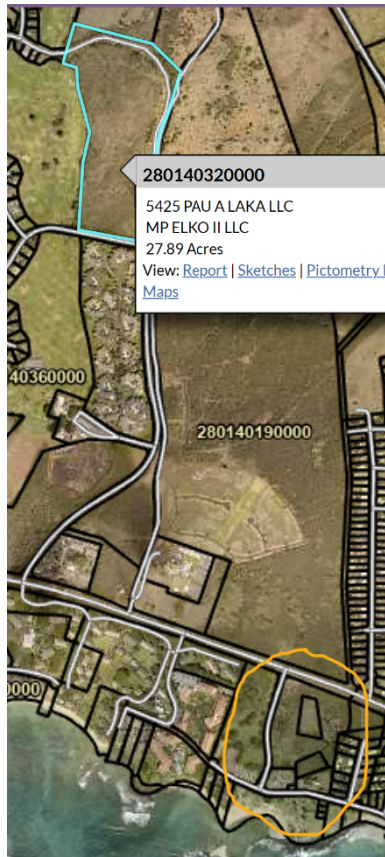 280140320000
5425 PAU A LAKA LLC
MP ELKO II LLC
27.89 Acres
View: Report | Sketches | Pictometry
Maps
40360000
280140190000
0000